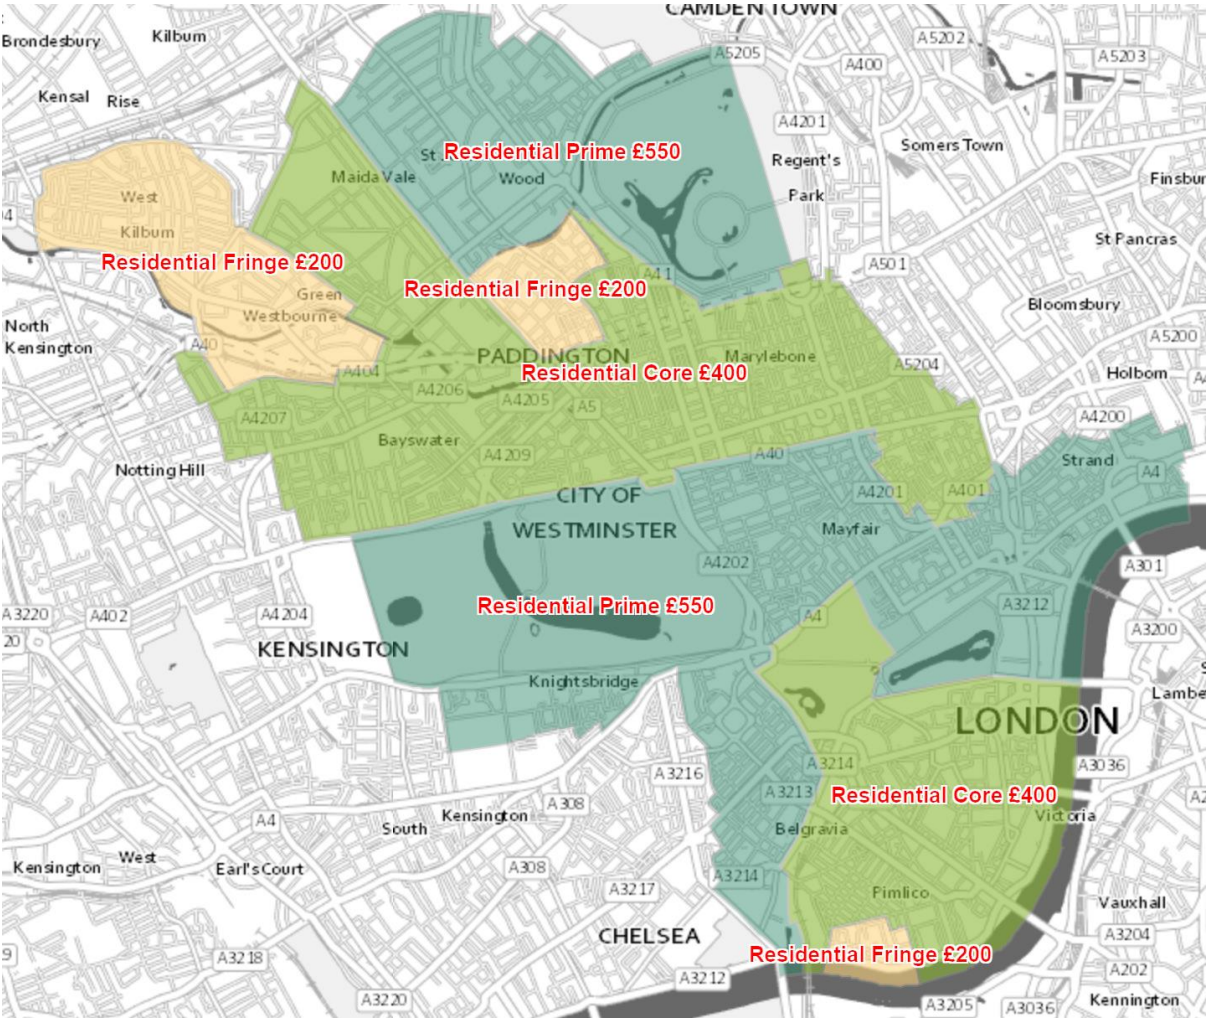 CAMDEN TOWN
Brondesbury
Kilburn
A5202
A5205
A400
A5203
Kensal Rise
A4201
Somers Town
St
Residential Prime £550
Wood
Regent's
Park
Maida Vale
Finsbur
West
Kilburn
St Pancras
Residential Fringe £200
A501
A41
Residential Fringe £200
Green
Westbourne
Bloomsbury
North
Kensington
A40
A5200
PADDINGTON
Marylebone
A404
Residential Core £400
A5204
Holborn
A4206
A4205
A5
A4207
A4200
Bayswater
A4209
A40
Strand
Notting Hill
A4
CITY OF
WESTMINSTER
A4201
A401
Mayfair
A4202
A301
A3220
A402
A4204
Residential Prime £550
A4
A3212
20
A3200
KENSINGTON
Knightsbridge
Lambe
LONDON
A3216
A3214
A3036
A3213
Residential Core £400
A308
Kensington
Victoria
A4
South
Belgravia
West
Kensington
Earl's Court
A308
A3214
A3217
Pimlico
Vauxhall
CHELSEA
A3204
9
A3218
Residential Fringe £200
A202
A3212
A3220
A3205
A3036
Kennington